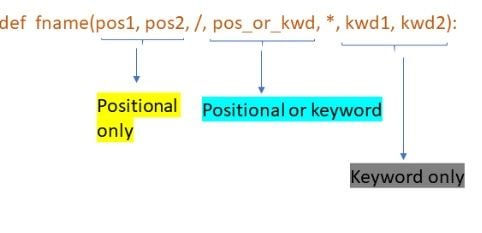 def fname(pos1, pos2, /, pos_or_kwd, *, kwd1, kwd2):
Positional
only
Positional or keyword
Keyword only